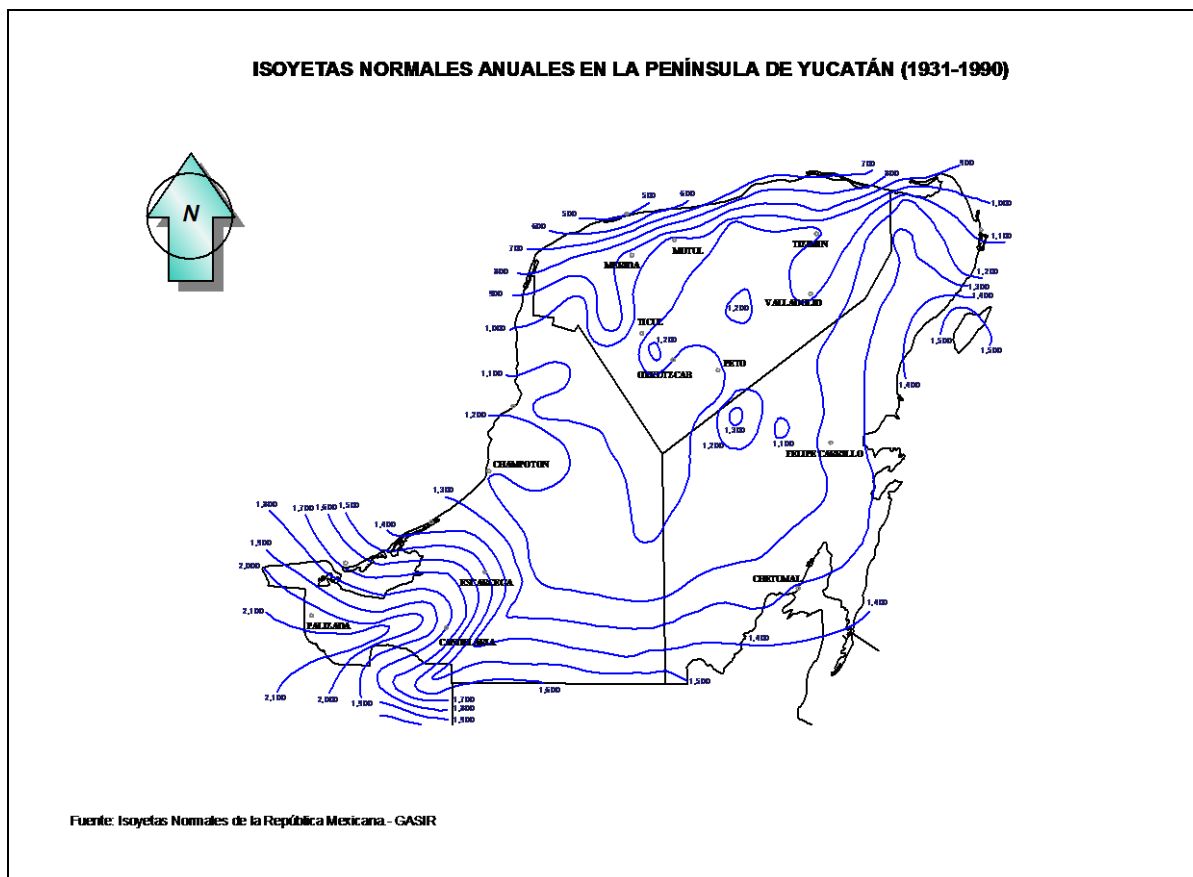 ISOYETAS NORMALES ANUALES EN LA PENÍNSULA DE YUCATÁN (1931-1990)
N
700
900
800
500
600
500
600
1,000
700
1,100
TIZIMIN
MOTUL
MERIDA
800
1,200
1,300
900
1,400
VALLADOLID
1,200
1,000
TICUL
1,200
1,500
1,500
OXKUTZCAB
PETO
1,100
1,400
1,200
1,300
1,100
1,200
FELIPE CARRILLO
CHAMPOTON
1,300
1,800
1,700
1,600
1,500
1,400
1,900
2,000
ESCARCEGA
CHETUMAL
1,400
2,100
PALIZADA
CANDELARIA
1,400
1,500
1,600
2,100
2,000
1,900
1,700
1,800
1,900
Fuente: Isoyetas Normales de la República Mexicana.- GASIR